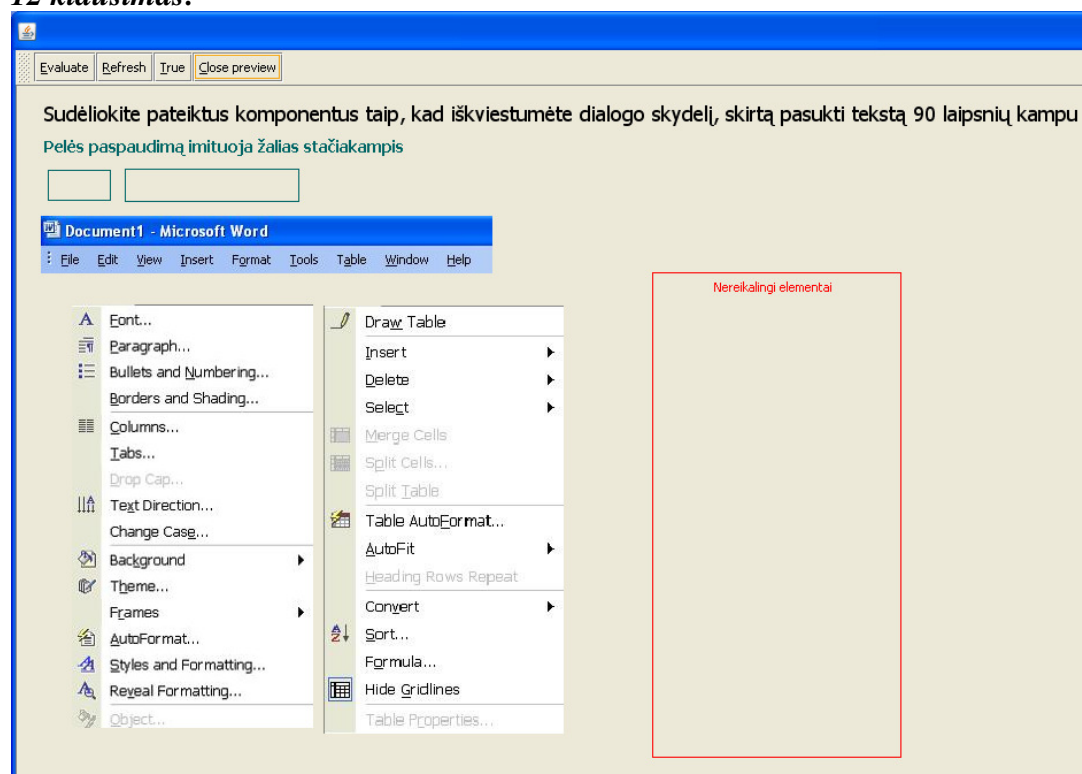 12 klausimas:
Evaluate Refresh True Close preview
Sudėliokite pateiktus komponentus taip, kad iškviestumėte dialogo skydelį, skirtą pasukti tekstą 90 laipsnių kampu
Pelės paspaudimą imituoja žalias stačiakampis
Document1 - Microsoft Word
File Edit View Insert Format Tools Table Window Help
Nereikalingi elementai
Font...
Paragraph...
Bullets and Numbering...
Borders and Shading...
Columns...
Tabs...
Drop Cap...
Text Direction...
Change Case...
Background
Theme...
Frames
AutoFormat...
Styles and Formatting...
Reveal Formatting...
Object...
Draw Table
Insert
Delete
Select
Merge Cells
Split Cells...
Split Table
Table AutoFormat...
AutoFit
Heading Rows Repeat
Convert
Sort...
Formula...
Hide Gridlines
Table Properties...